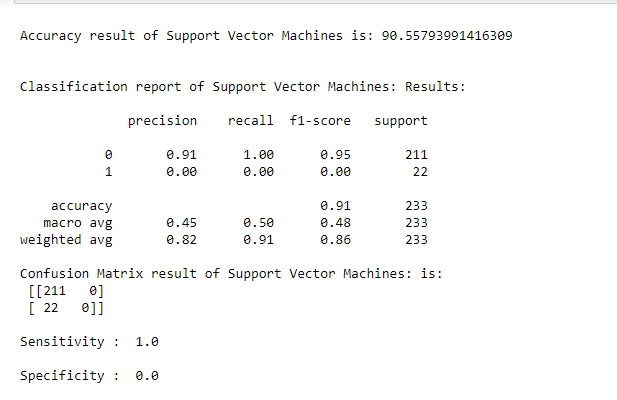 Accuracy result of Support Vector Machines is: 90.55793991416309
Classification report of Support Vector Machines: Results:
precision recall f1-score support
0 0.91 1.00 0.95 211
1 0.00 0.00 0.00 22
accuracy 0.91 233
macro avg 0.45 0.50 0.48 233
weighted avg 0.82 0.91 0.86 233
Confusion Matrix result of Support Vector Machines: is:
[[211 0]
[ 22 0]]
Sensitivity : 1.0
Specificity : 0.0